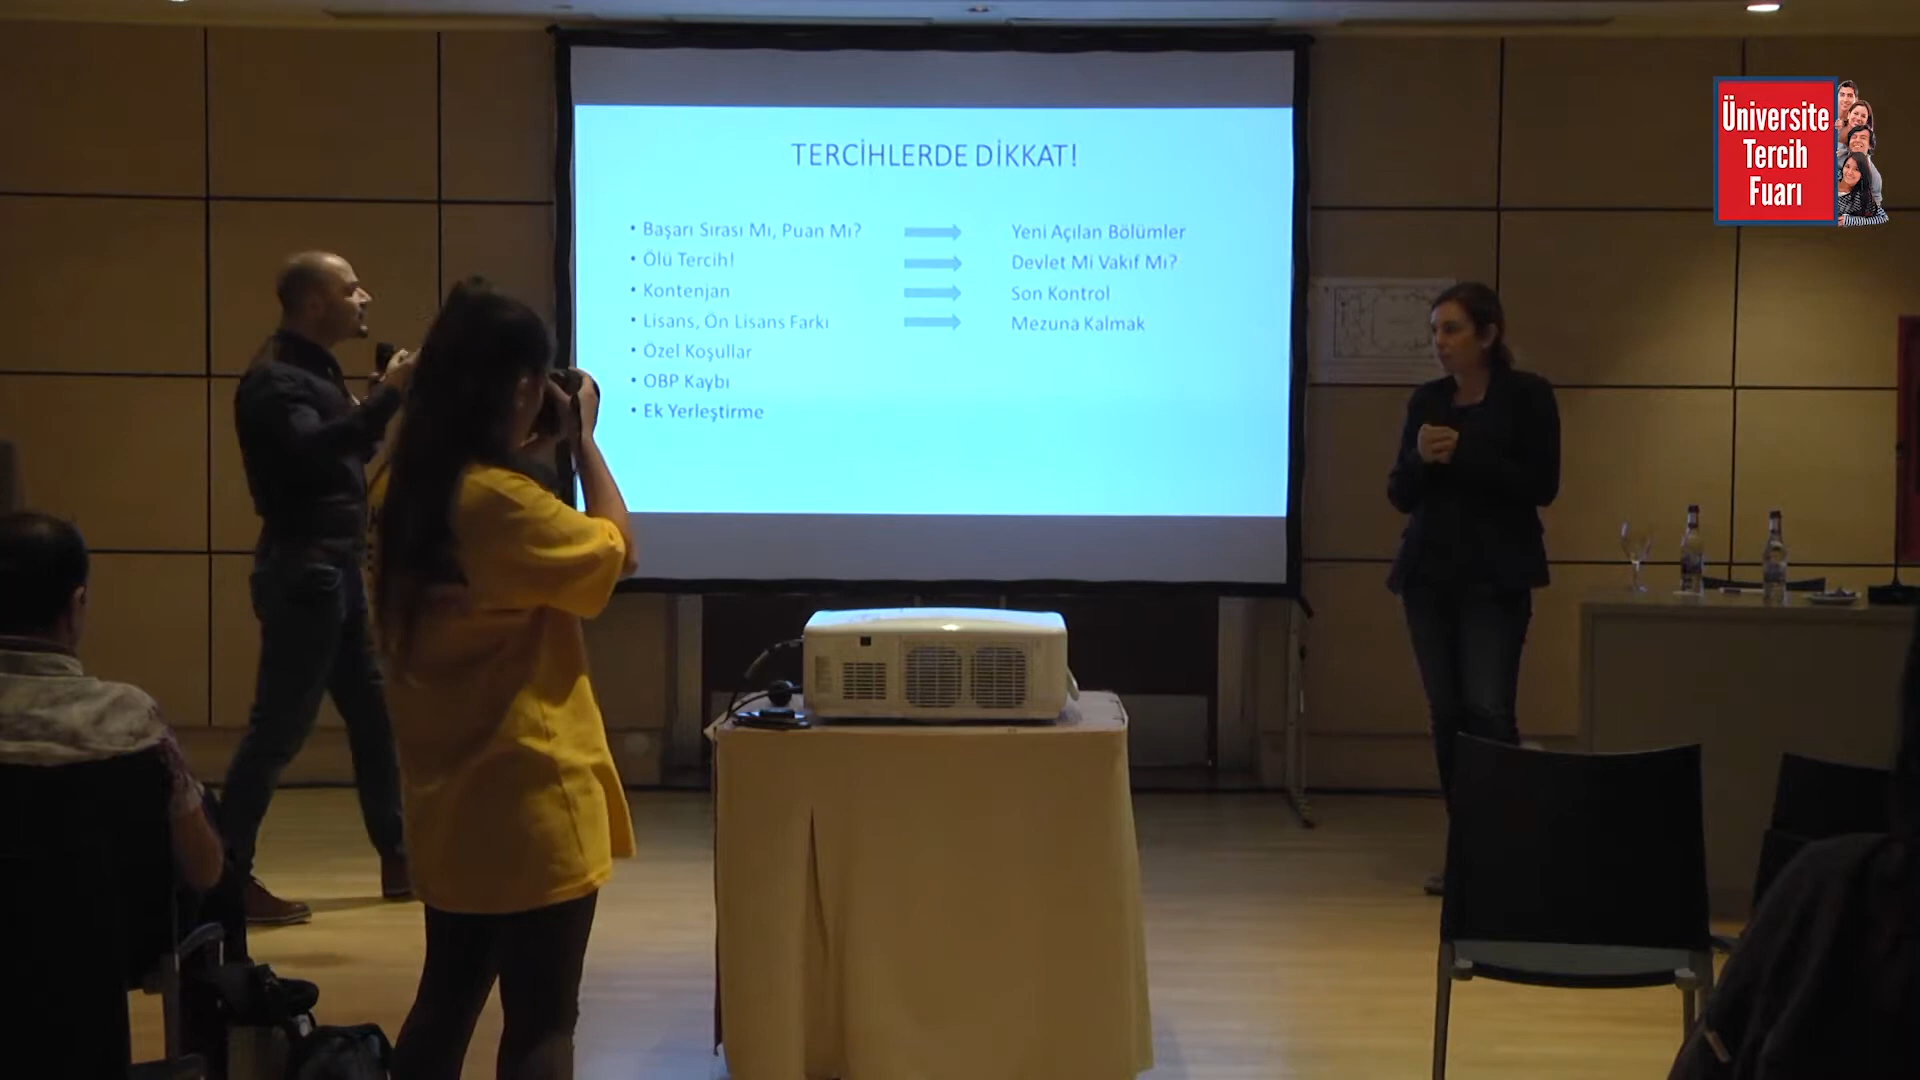 TERCİHLERDE DİKKAT!
• Başarı Sırası Mı, Puan Mı?
• Ölü Tercih!
• Kontenjan
• Lisans, Ön Lisans Farkı
• Özel Koşullar
• OBP Kaybı
• Ek Yerleştirme
Yeni Açılan Bölümler
Devlet Mi Vakıf Mı?
Son Kontrol
Mezuna Kalmak
Üniversite
Tercih
Fuarı